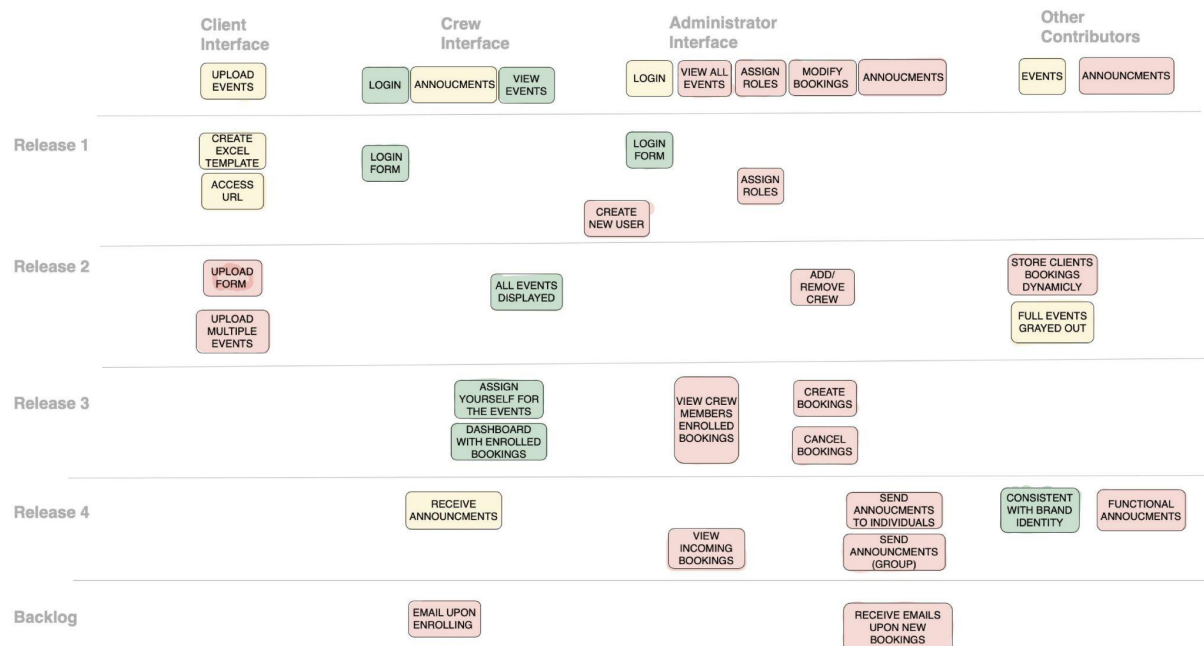 Client
Interface
Crew
Interface
Administrator
Interface
Other
Contributors
UPLOAD
EVENTS
LOGIN
ANNOUCMENTS
VIEW
EVENTS
LOGIN
VIEW ALL
EVENTS
ASSIGN
ROLES
MODIFY
BOOKINGS
ANNOUCMENTS
EVENTS
ANNOUNCMENTS
Release 1
CREATE
EXCEL
TEMPLATE
ACCESS
URL
LOGIN
FORM
LOGIN
FORM
ASSIGN
ROLES
CREATE
NEW USER
Release 2
UPLOAD
FORM
UPLOAD
MULTIPLE
EVENTS
ALL EVENTS
DISPLAYED
ADD/
REMOVE
CREW
STORE CLIENTS
BOOKINGS
DYNAMICLY
FULL EVENTS
GRAYED OUT
Release 3
ASSIGN
YOURSELF FOR
THE EVENTS
DASHBOARD
WITH ENROLLED
BOOKINGS
VIEW CREW
MEMBERS
ENROLLED
BOOKINGS
CREATE
BOOKINGS
CANCEL
BOOKINGS
Release 4
RECEIVE
ANNOUNCMENTS
VIEW
INCOMING
BOOKINGS
SEND
ANNOUCMENTS
TO INDIVIDUALS
SEND
ANNOUNCMENTS
(GROUP)
CONSISTENT
WITH BRAND
IDENTITY
FUNCTIONAL
ANNOUCMENTS
Backlog
EMAIL UPON
ENROLLING
RECEIVE EMAILS
UPON NEW
BOOKINGS